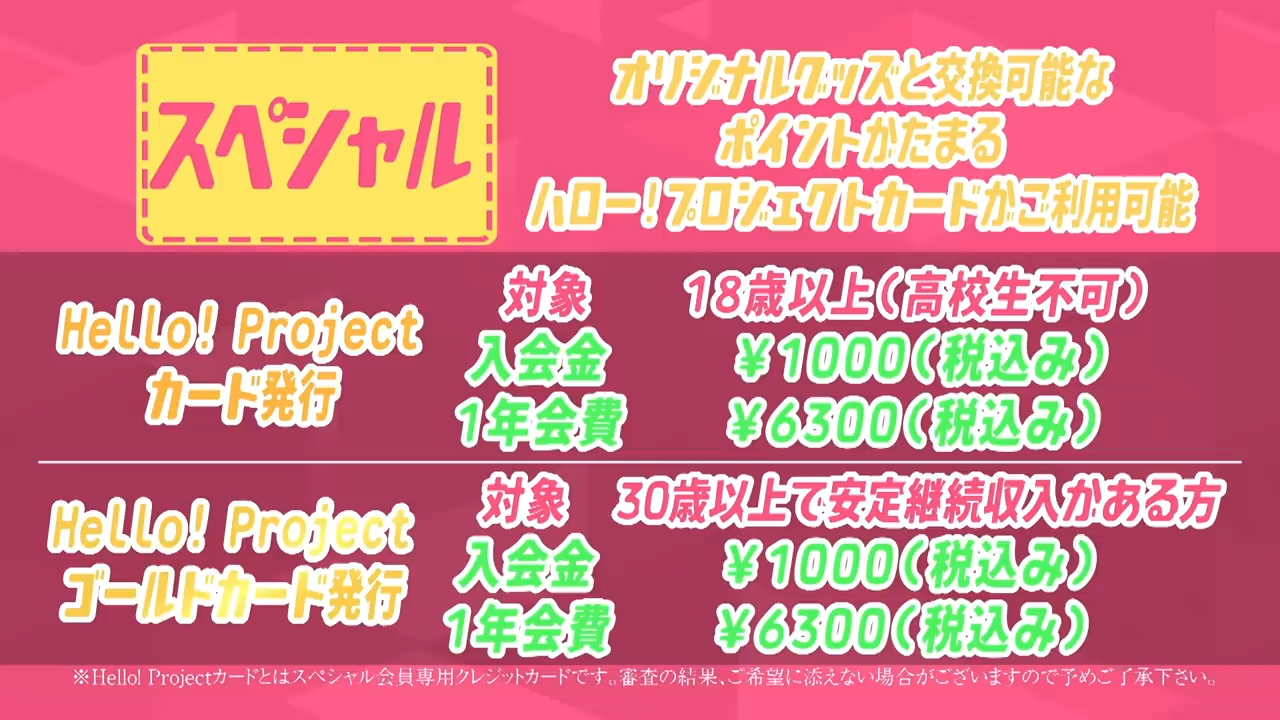 スペシャル
オリジナルグッズと交換可能な
ポイントがたまる
ハロー!プロジェクトカードがご利用可能
Hello! Project
カード発行
対象 18歳以上(高校生不可)
入会金 ¥1000(税込み)
1年会費 ¥6300(税込み)
Hello! Project
ゴールドカード発行
対象 30歳以上で安定継続収入がある方
入会金 ¥1000(税込み)
1年会費 ¥6300(税込み)
※Hello! Projectカードとはスペシャル会員専用クレジットカードです。審査の結果、ご希望に添えない場合がございますので予めご了承下さい。